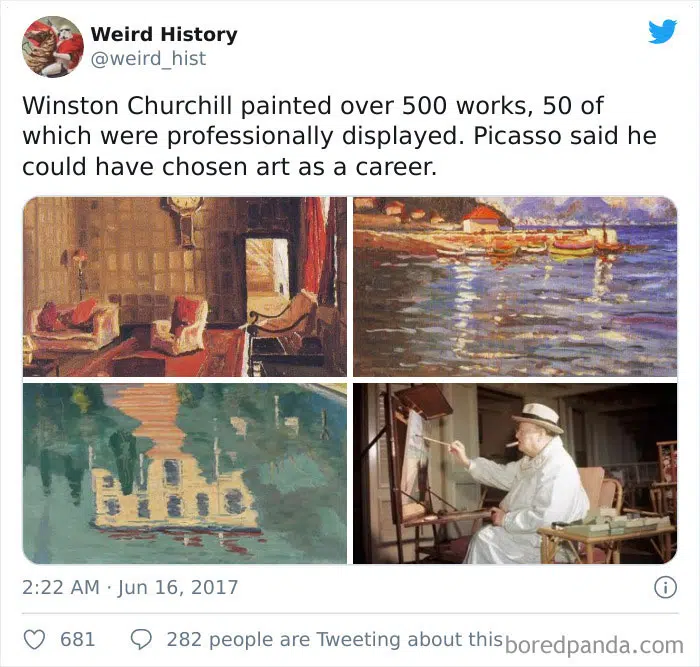 Weird History
@weird_hist
Winston Churchill painted over 500 works, 50 of
which were professionally displayed. Picasso said he
could have chosen art as a career.
2:22 AM · Jun 16, 2017
681 282 people are Tweeting about this
boredpanda.com